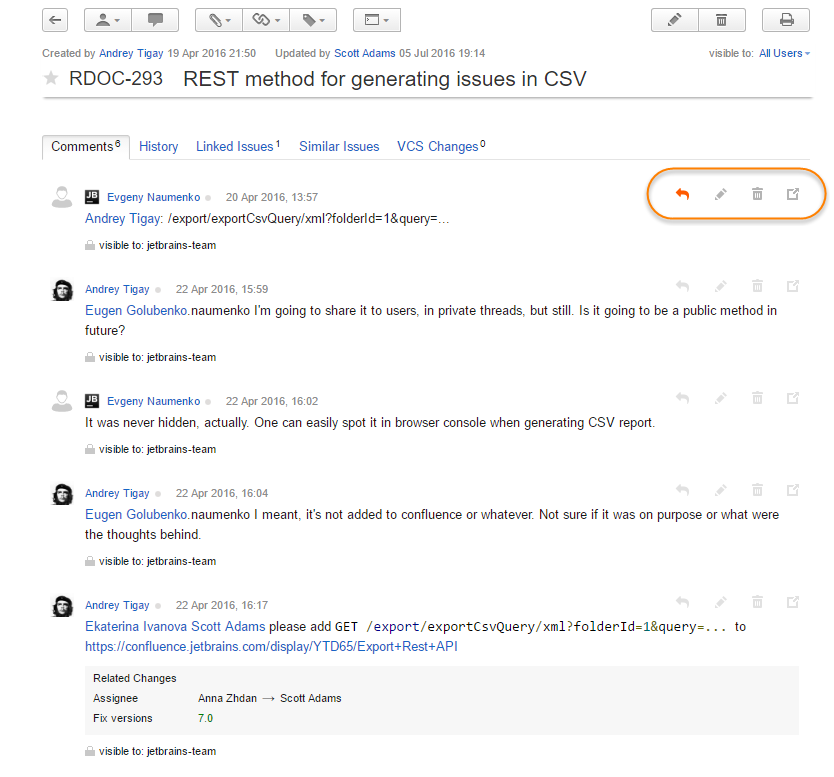 Created by Andrey Tigay 19 Apr 2016 21:50 Updated by Scott Adams 05 Jul 2016 19:14 visible to: All Users
RDOC-293 REST method for generating issues in CSV
Comments 6 History Linked Issues 1 Similar Issues VCS Changes 0
JB Evgeny Naumenko 20 Apr 2016, 13:57
Andrey Tigay: /export/exportCsvQuery/xml?folderId=1&query=...
visible to: jetbrains-team
Andrey Tigay 22 Apr 2016, 15:59
Eugen Golubenko.naumenko I'm going to share it to users, in private threads, but still. Is it going to be a public method in
future?
visible to: jetbrains-team
JB Evgeny Naumenko 22 Apr 2016, 16:02
It was never hidden, actually. One can easily spot it in browser console when generating CSV report.
visible to: jetbrains-team
Andrey Tigay 22 Apr 2016, 16:04
Eugen Golubenko.naumenko I meant, it's not added to confluence or whatever. Not sure if it was on purpose or what were
the thoughts behind.
visible to: jetbrains-team
Andrey Tigay 22 Apr 2016, 16:17
Ekaterina Ivanova Scott Adams please add GET /export/exportCsvQuery/xml?folderId=1&query=... to
https://confluence.jetbrains.com/display/YTD65/Export+Rest+API
Related Changes
Assignee Anna Zhdan → Scott Adams
Fix versions 7.0
visible to: jetbrains-team